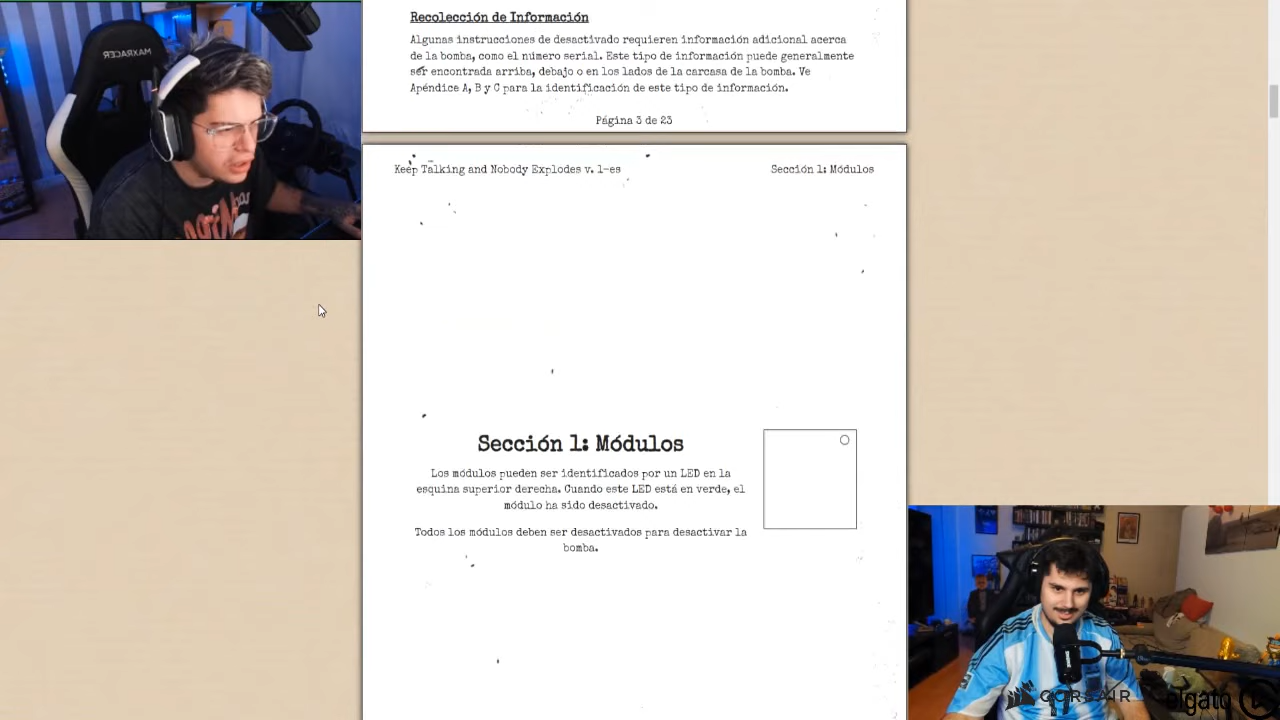 MAXRACER
Recolección de Información
Algunas instrucciones de desactivado requieren información adicional acerca
de la bomba, como el número serial. Este tipo de información puede generalmente
ser encontrada arriba, debajo o en los lados de la carcasa de la bomba. Ve
Apéndice A, B y C para la identificación de este tipo de información.
Página 3 de 23
Keep Talking and Nobody Explodes v. 1-es
Sección 1: Módulos
Sección 1: Módulos
Los módulos pueden ser identificados por un LED en la
esquina superior derecha. Cuando este LED está en verde, el
módulo ha sido desactivado.
Todos los módulos deben ser desactivados para desactivar la
bomba.
CORSAIR
elgato